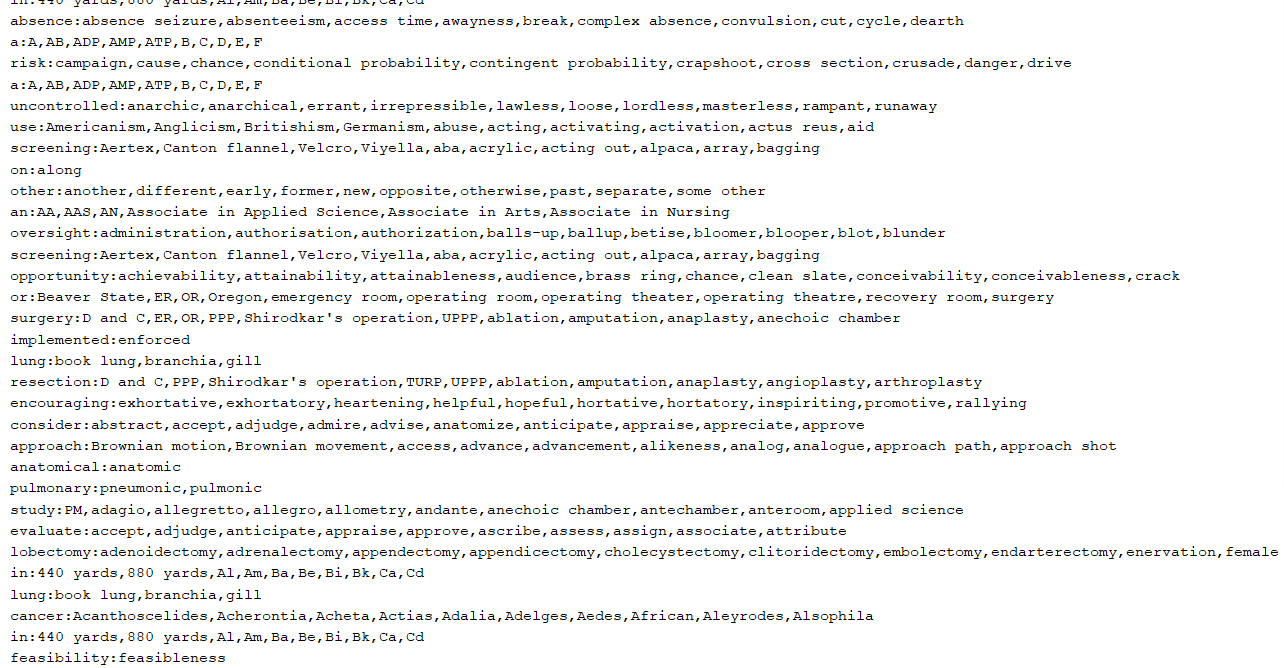 in:440 yards,880 yards,Al,Am,Ba,Be,Bi,Bk,Ca,Cd
absence:absence seizure,absenteeism,access time,awayness,break,complex absence,convulsion,cut,cycle,dearth
a:A,AB,ADP,AMP,ATP,B,C,D,E,F
risk:campaign,cause,chance,conditional probability,contingent probability,crapshoot,cross section,crusade,danger,drive
a:A,AB,ADP,AMP,ATP,B,C,D,E,F
uncontrolled:anarchic,anarchical,errant,irrepressible,lawless,loose,lordless,masterless,rampant,runaway
use:Americanism,Anglicism,Britishism,Germanism,abuse,acting,activating,activation,actus reus,aid
screening:Aertex,Canton flannel,Velcro,Viyella,aba,acrylic,acting out,alpaca,array,bagging
on:along
other:another,different,early,former,new,opposite,otherwise,past,separate,some other
an:AA,AAS,AN,Associate in Applied Science,Associate in Arts,Associate in Nursing
oversight:administration,authorisation,authorization,balls-up,ballup,betise,bloomer,blooper,blot,blunder
screening:Aertex,Canton flannel,Velcro,Viyella,aba,acrylic,acting out,alpaca,array,bagging
opportunity:achievability,attainability,attainableness,audience,brass ring,chance,clean slate,conceivability,conceivableness,crack
or:Beaver State,ER,OR,Oregon,emergency room,operating room,operating theater,operating theatre,recovery room,surgery
surgery:D and C,ER,OR,PPP,Shirodkar's operation,UPPP,ablation,amputation,anaplasty,anechoic chamber
implemented:enforced
lung:book lung,branchia,gill
resection:D and C,PPP,Shirodkar's operation,TURP,UPPP,ablation,amputation,anaplasty,angioplasty,arthroplasty
encouraging:exhortative,exhortatory,heartening,helpful,hopeful,hortative,hortatory,inspiriting,promotive,rallying
consider:abstract,accept,adjudge,admire,advise,anatomize,anticipate,appraise,appreciate,approve
approach:Brownian motion,Brownian movement,access,advance,advancement,alikeness,analog,analogue,approach path,approach shot
anatomical:anatomic
pulmonary:pneumonic,pulmonic
study:PM,adagio,allegretto,allegro,allometry,andante,anechoic chamber,antechamber,anteroom,applied science
evaluate:accept,adjudge,anticipate,appraise,approve,ascribe,assess,assign,associate,attribute
lobectomy:adenoidectomy,adrenalectomy,appendectomy,appendicectomy,cholecystectomy,clitoridectomy,embolectomy,endarterectomy,enervation,female
in:440 yards,880 yards,Al,Am,Ba,Be,Bi,Bk,Ca,Cd
lung:book lung,branchia,gill
cancer:Acanthoscelides,Acherontia,Acheta,Actias,Adalia,Adelges,Aedes,African,Aleyrodes,Alsophila
in:440 yards,880 yards,Al,Am,Ba,Be,Bi,Bk,Ca,Cd
feasibility:feasibleness